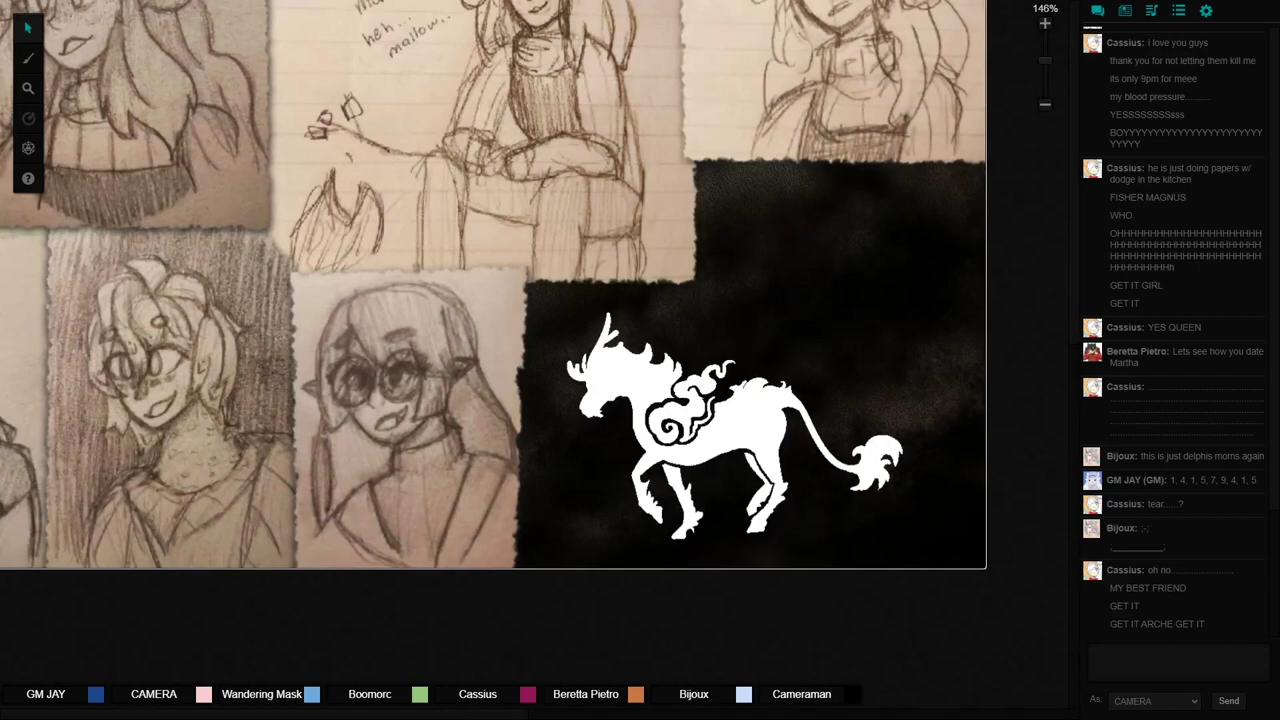 heh...
mallow..
146%
Cassius: i love you guys
thank you for not letting them kill me
its only 9pm for meee
my blood pressure..........
YESSSSSSSSsss
BOYYYYYYYYYYYYYYYYYYYYYYY
YYYYY
Cassius: he is just doing papers w/
dodge in the kitchen
FISHER MAGNUS
WHO
GET IT GIRL
GET IT
Cassius: YES QUEEN
Beretta Pietro: Lets see how you date
Martha
Cassius:
Bijoux: this is just delphis moms again
GM JAY (GM): 1, 4, 1, 5, 7, 9, 4, 1, 5
Cassius: tear......?
Bijoux: ;-;
;__________;
Cassius: oh no............................
MY BEST FRIEND
GET IT
GET IT ARCHE GET IT
As: CAMERA Send
GM JAY CAMERA Wandering Mask Boomorc Cassius Beretta Pietro Bijoux Cameraman